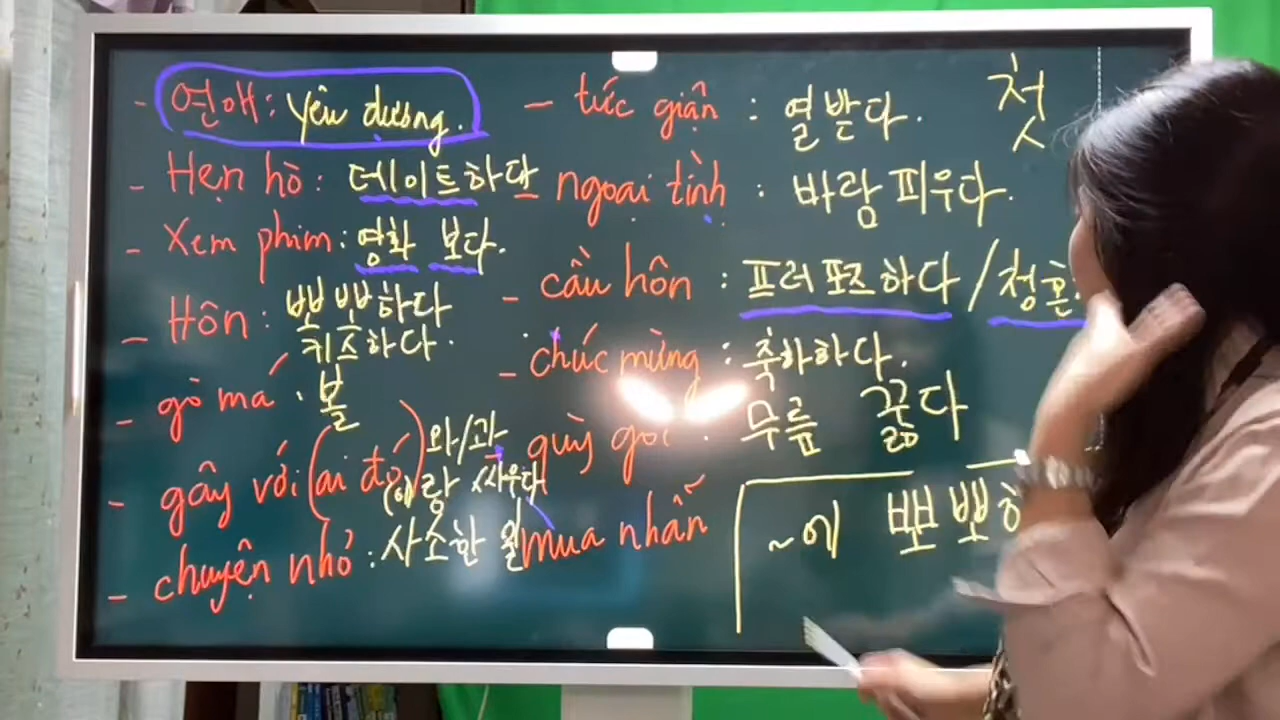 - 연애: yêu dương.
- Hẹn hò: 데이트하다
- Xem phim: 영화 보다.
- Hôn: 뽀뽀하다
키즈하다.
- gò má: 볼
- gây với (ai đó) 와/과
(이)랑 싸우다
- chuyện nhỏ: 사소한 일
- tức giận : 열받다.
첫
- ngoại tình : 바람 피우다.
- cầu hôn : 프러포즈하다/청혼
- chúc mừng : 축하하다.
- quỳ gối : 무릎 꿇다
mua nhẫn
~에 뽀뽀하